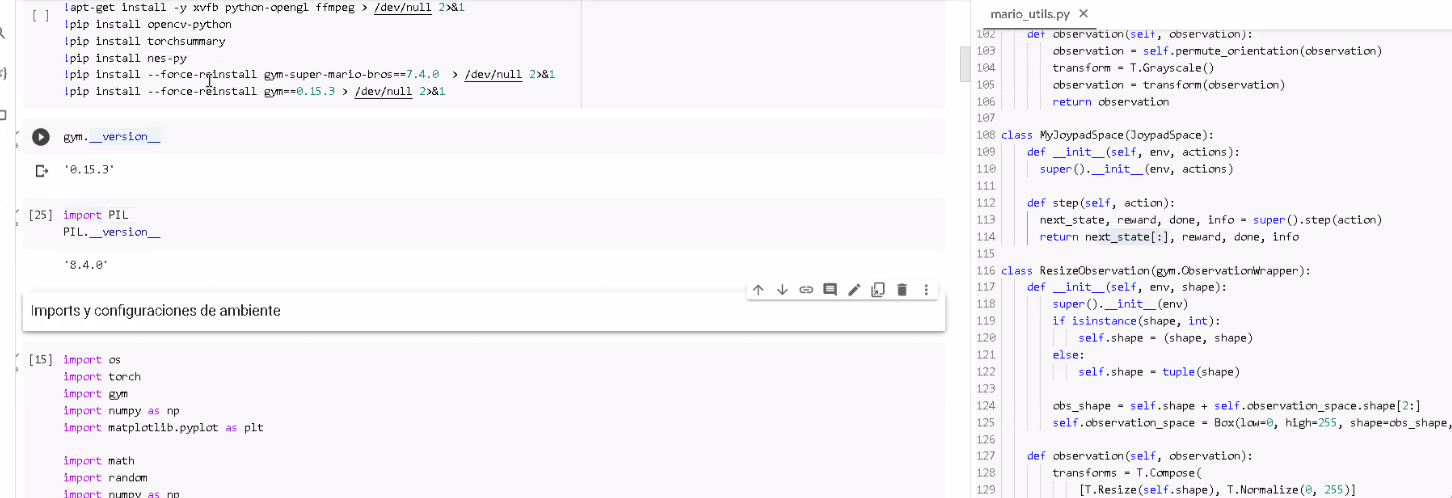 [ ]
!apt-get install -y xvfb python-opengl ffmpeg > /dev/null 2>&1
!pip install opencv-python
!pip install torchsummary
!pip install nes-py
!pip install --force-reinstall gym-super-mario-bros==7.4.0 > /dev/null 2>&1
!pip install --force-reinstall gym==0.15.3 > /dev/null 2>&1
gym.__version__
'0.15.3'
[25] import PIL
PIL.__version__
'8.4.0'
Imports y configuraciones de ambiente
[15] import os
import torch
import gym
import numpy as np
import matplotlib.pyplot as plt
import math
import random
import numpy as np
mario_utils.py
102 def observation(self, observation):
103 observation = self.permute_orientation(observation)
104 transform = T.Grayscale()
105 observation = transform(observation)
106 return observation
107
108 class MyJoypadSpace(JoypadSpace):
109 def __init__(self, env, actions):
110 super().__init__(env, actions)
111
112 def step(self, action):
113 next_state, reward, done, info = super().step(action)
114 return next_state[:], reward, done, info
115
116 class ResizeObservation(gym.ObservationWrapper):
117 def __init__(self, env, shape):
118 super().__init__(env)
119 if isinstance(shape, int):
120 self.shape = (shape, shape)
121 else:
122 self.shape = tuple(shape)
123
124 obs_shape = self.shape + self.observation_space.shape[2:]
125 self.observation_space = Box(low=0, high=255, shape=obs_shape,
126
127 def observation(self, observation):
128 transforms = T.Compose(
129 [T.Resize(self.shape), T.Normalize(0, 255)]